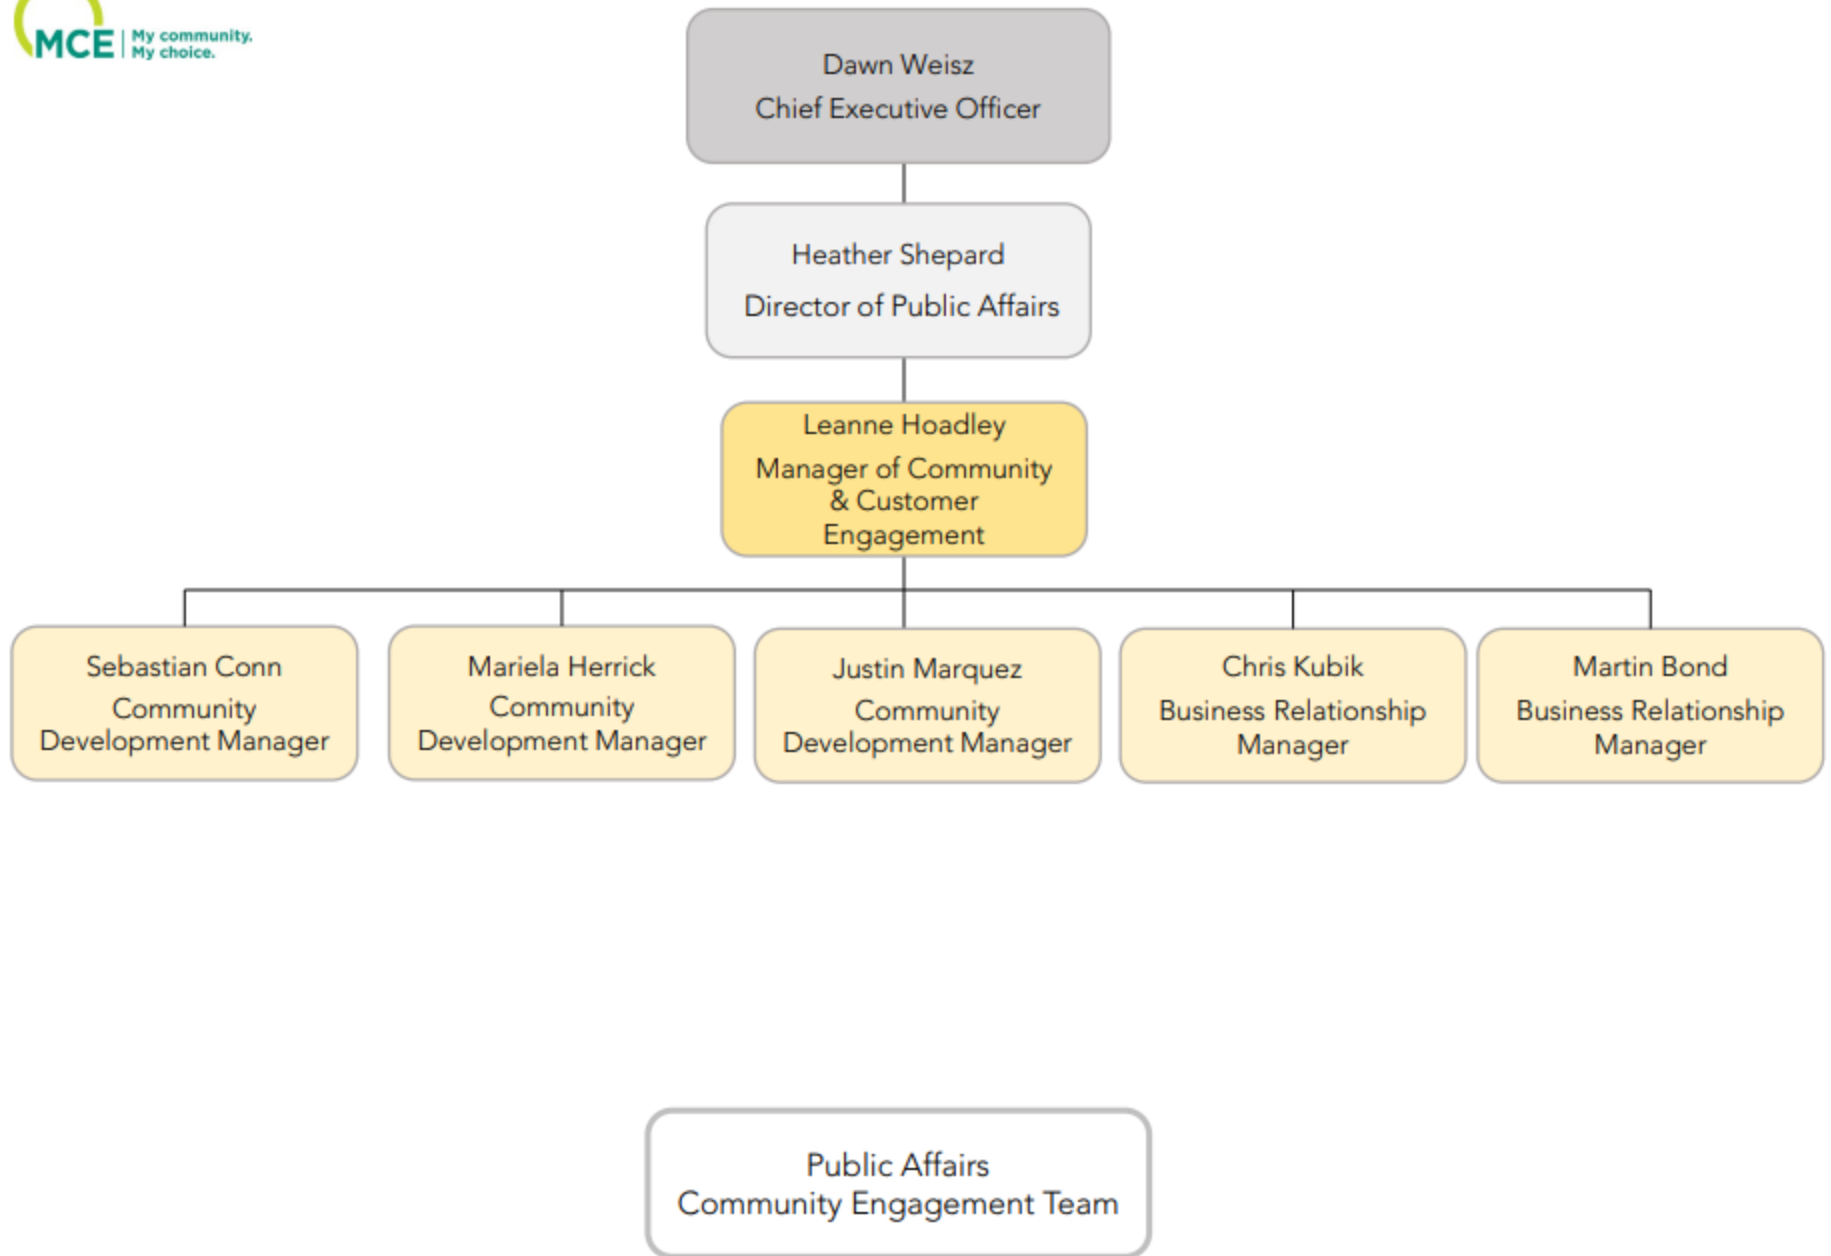 MCE My community.
My choice.
Dawn Weisz
Chief Executive Officer
Heather Shepard
Director of Public Affairs
Leanne Hoadley
Manager of Community
& Customer
Engagement
Sebastian Conn
Community
Development Manager
Mariela Herrick
Community
Development Manager
Justin Marquez
Community
Development Manager
Chris Kubik
Business Relationship
Manager
Martin Bond
Business Relationship
Manager
Public Affairs
Community Engagement Team